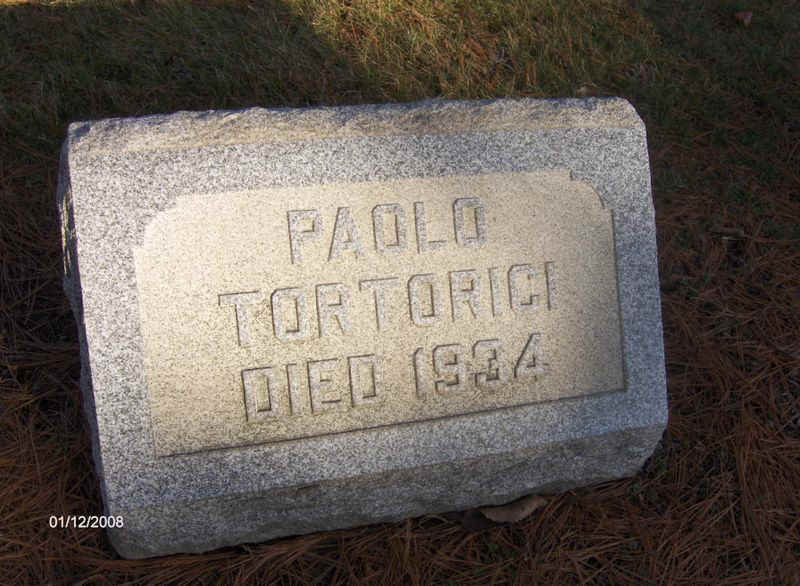 PAOLO
TORTORICI
DIED 1934
01/12/2008